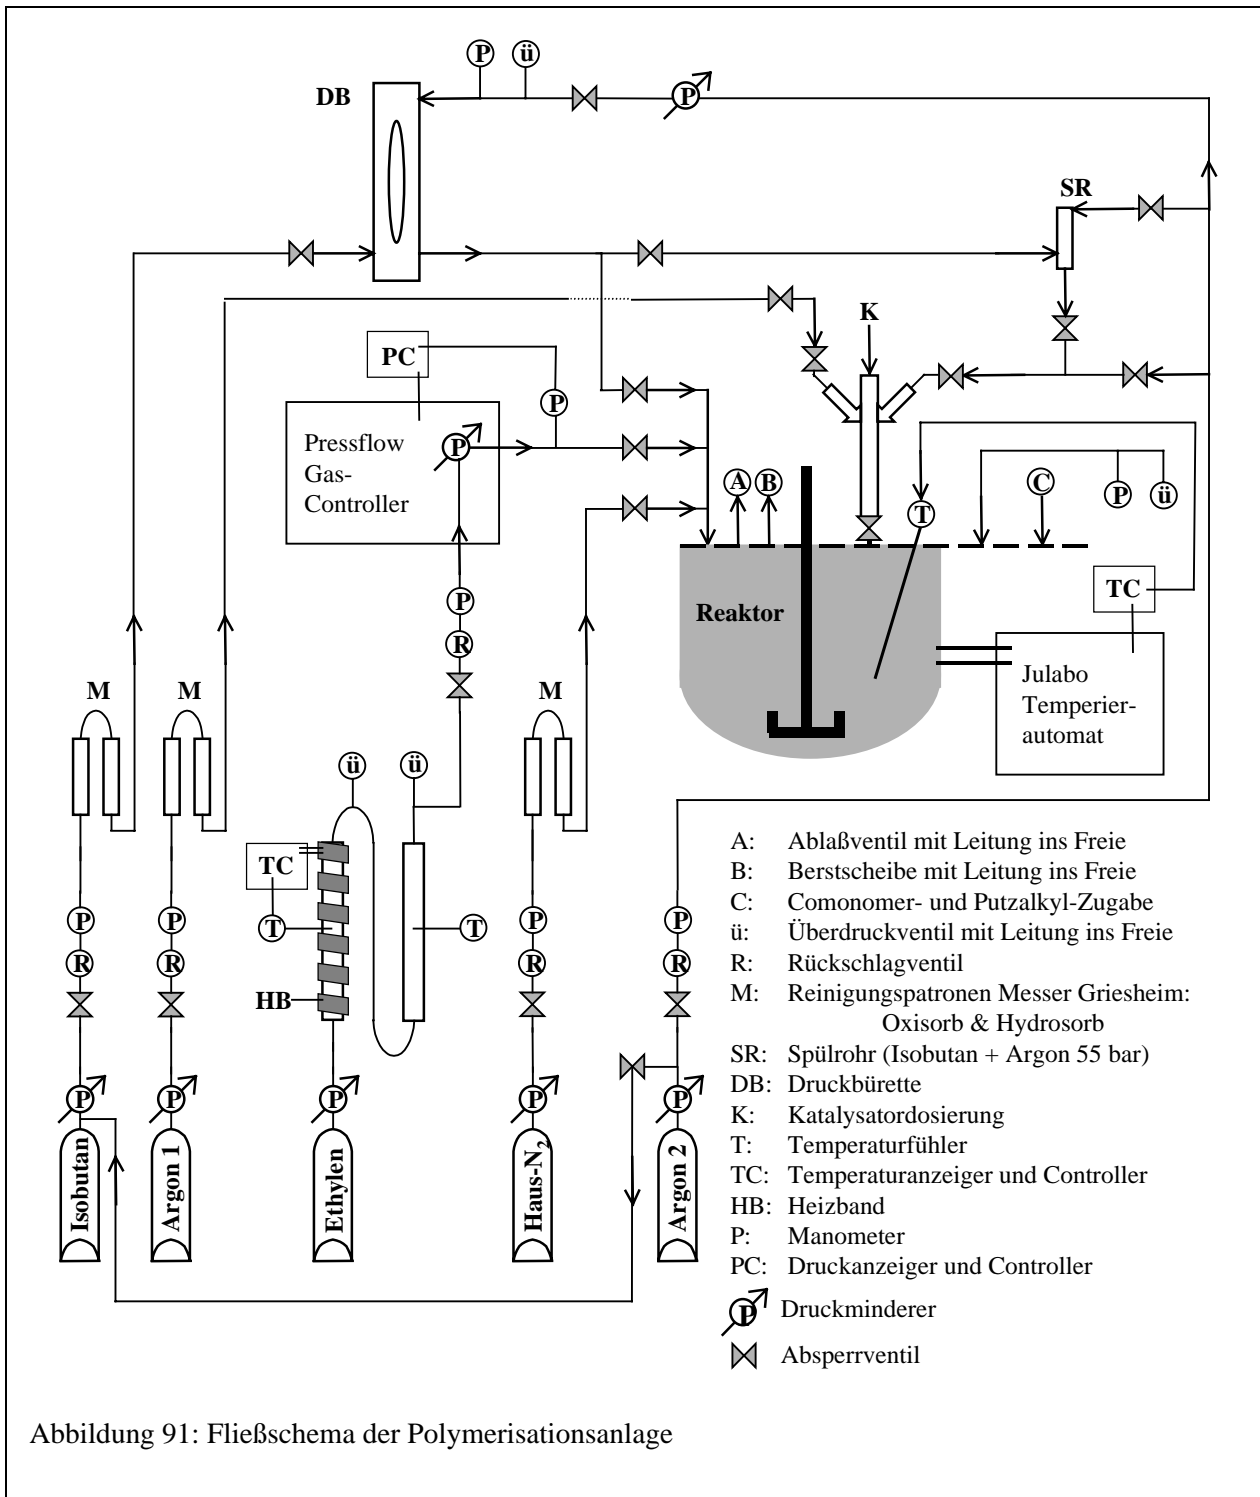 P
ü
DB
P
SR
K
PC
P
Pressflow
Gas-
Controller
P
A
B
T
C
P
ü
P
R
TC
Reaktor
Julabo
Temperier-
automat
M
M
M
ü
ü
TC
T
T
HB
P
P
P
P
R
R
R
R
P
P
P
P
P
Isobutan
Argon 1
Ethylen
Haus-N₂
Argon 2
A: Ablaßventil mit Leitung ins Freie
B: Berstscheibe mit Leitung ins Freie
C: Comonomer- und Putzalkyl-Zugabe
ü: Überdruckventil mit Leitung ins Freie
R: Rückschlagventil
M: Reinigungspatronen Messer Griesheim:
Oxisorb & Hydrosorb
SR: Spülrohr (Isobutan + Argon 55 bar)
DB: Druckbürette
K: Katalysatordosierung
T: Temperaturfühler
TC: Temperaturanzeiger und Controller
HB: Heizband
P: Manometer
PC: Druckanzeiger und Controller
P Druckminderer
Absperrventil
Abbildung 91: Fließschema der Polymerisationsanlage